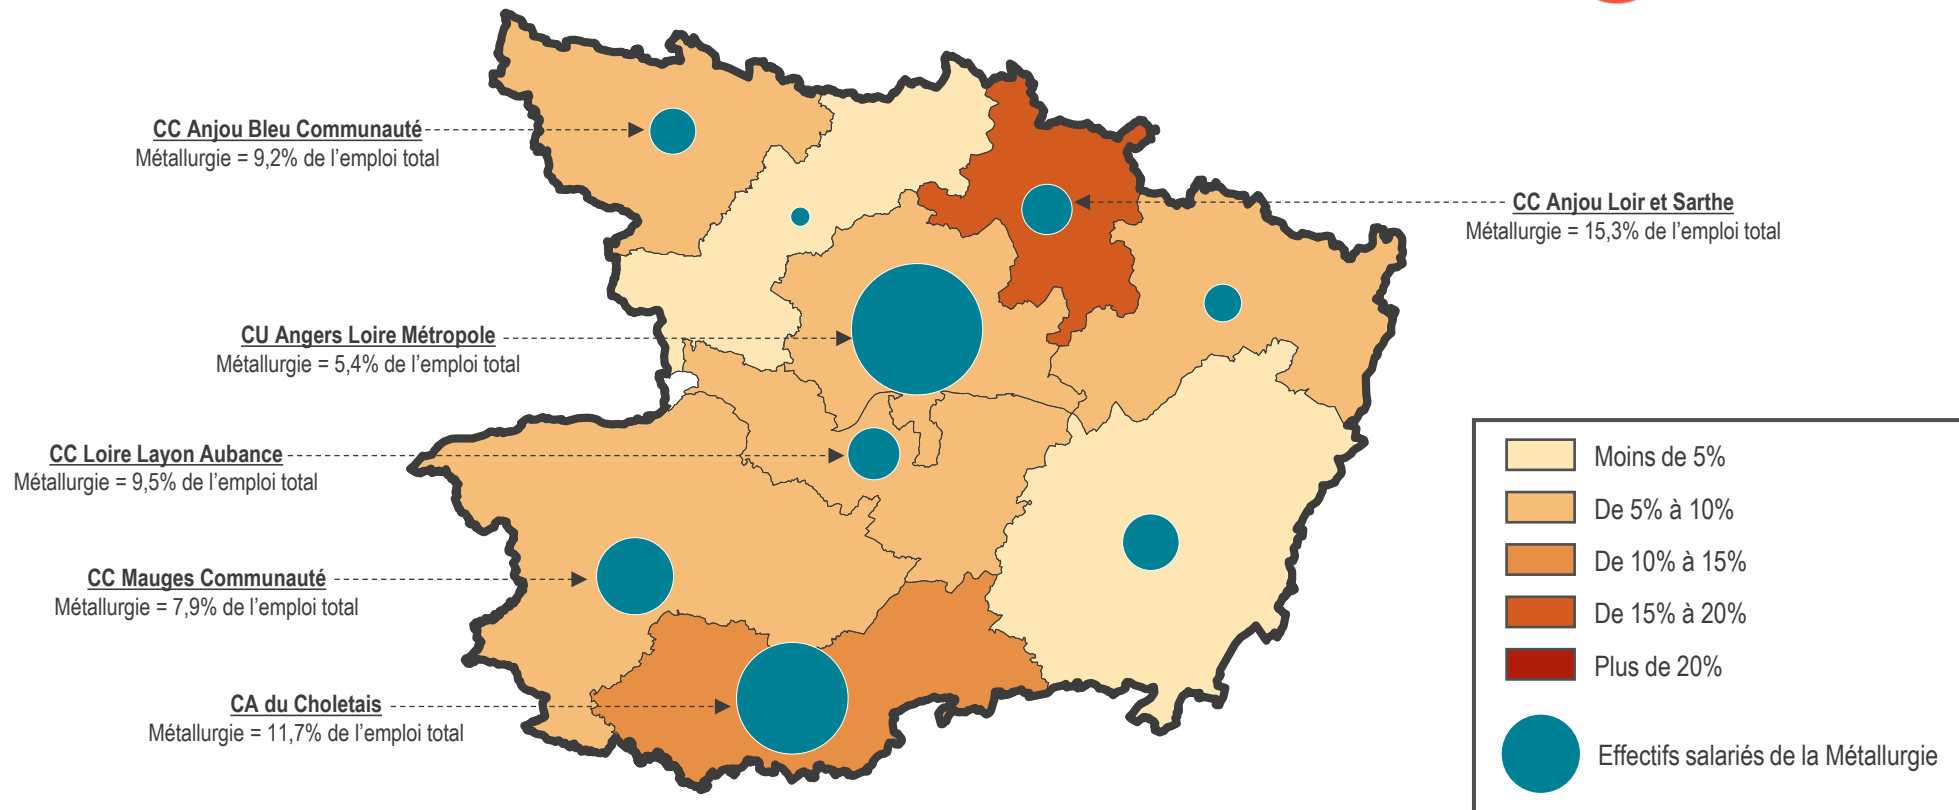 CC Anjou Bleu Communauté
Métallurgie = 9,2% de l’emploi total
CC Anjou Loir et Sarthe
Métallurgie = 15,3% de l’emploi total
CU Angers Loire Métropole
Métallurgie = 5,4% de l’emploi total
CC Loire Layon Aubance
Métallurgie = 9,5% de l’emploi total
CC Mauges Communauté
Métallurgie = 7,9% de l’emploi total
CA du Choletais
Métallurgie = 11,7% de l’emploi total
Moins de 5%
De 5% à 10%
De 10% à 15%
De 15% à 20%
Plus de 20%
Effectifs salariés de la Métallurgie